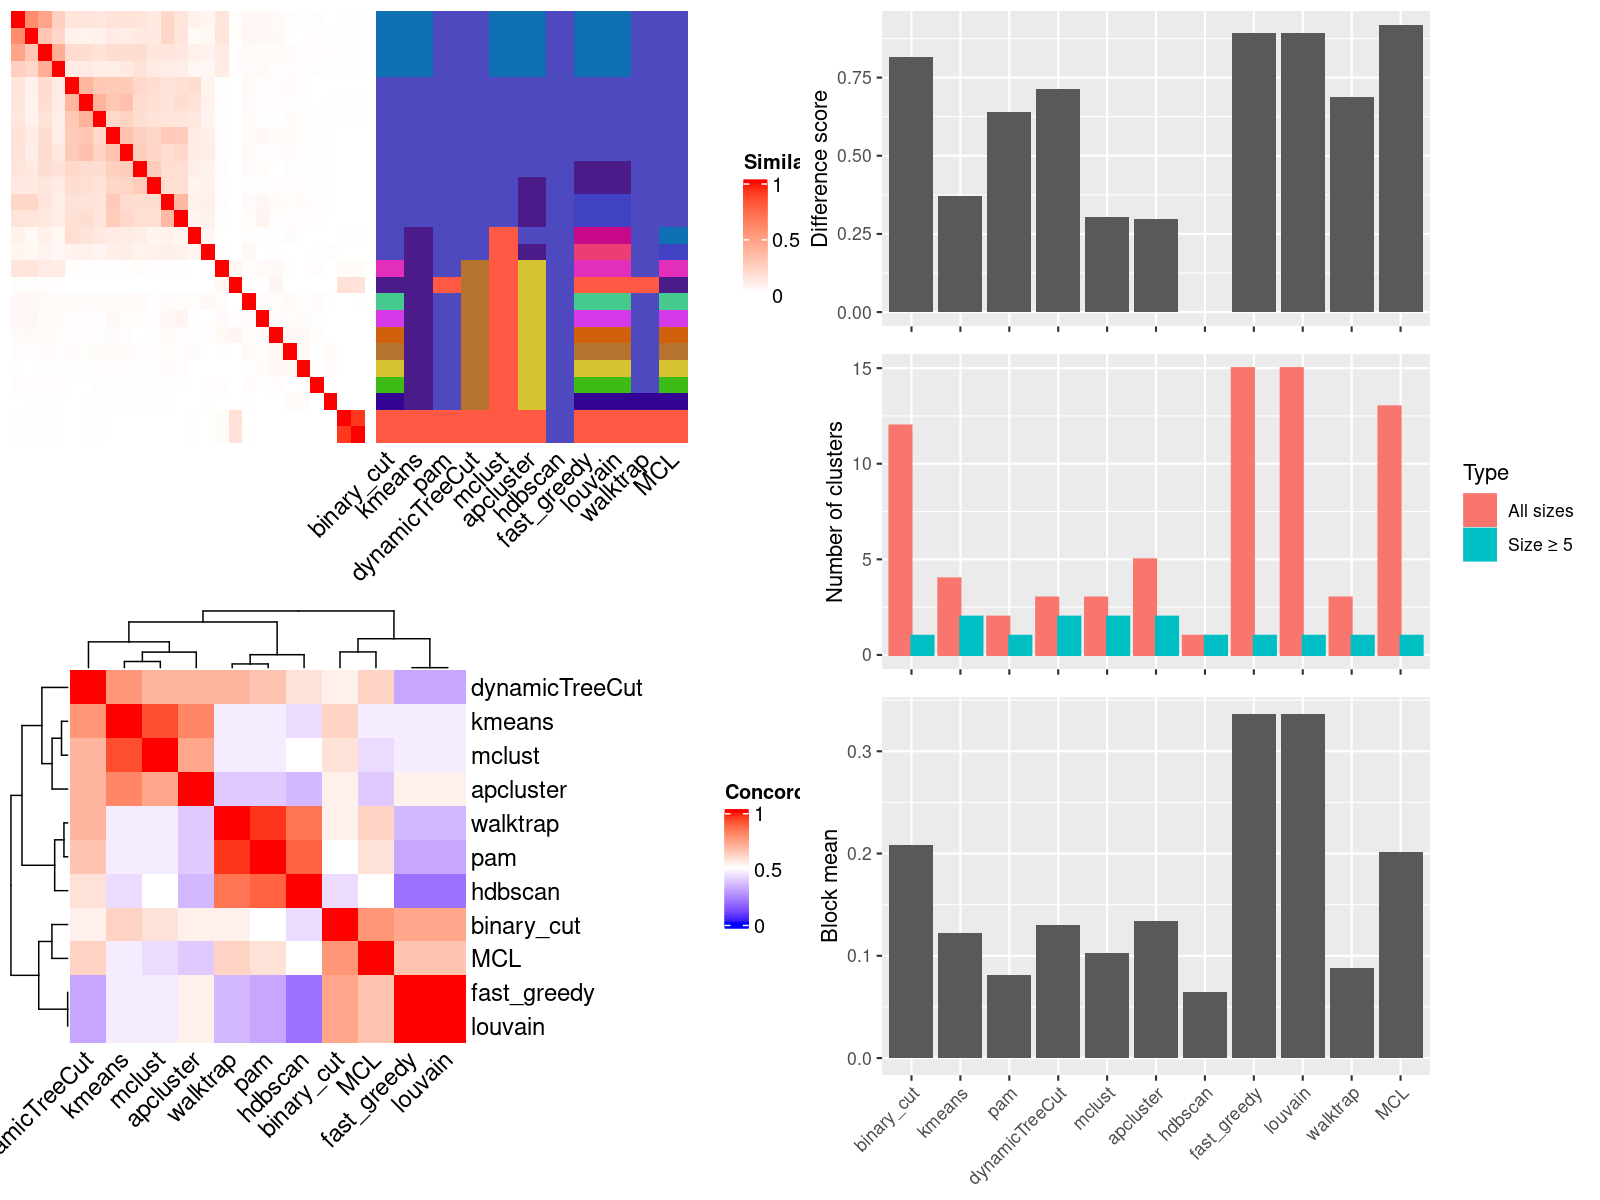 Simila
1
0.5
0
binary_cut
kmeans
pam
dynamicTreeCut
mclust
apcluster
hdbscan
fast_greedy
louvain
walktrap
MCL
Difference score
0.75
0.50
0.25
0.00
Number of clusters
15
10
5
0
Type
All sizes
Size ≥ 5
dynamicTreeCut
kmeans
mclust
apcluster
walktrap
pam
hdbscan
binary_cut
MCL
fast_greedy
louvain
Concord
1
0.5
0
amicTreeCut
kmeans
mclust
apcluster
walktrap
pam
hdbscan
binary_cut
MCL
fast_greedy
louvain
Block mean
0.3
0.2
0.1
0.0
binary_cut
kmeans
pam
dynamicTreeCut
mclust
apcluster
hdbscan
fast_greedy
louvain
walktrap
MCL